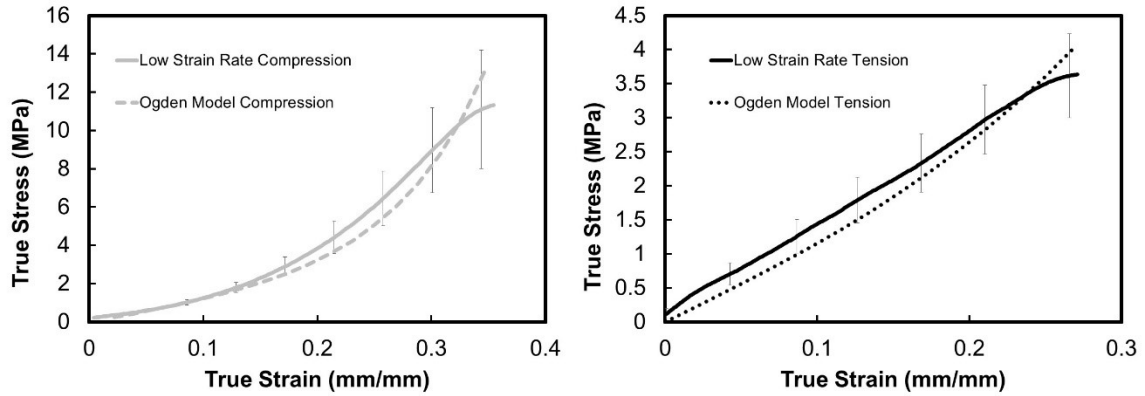 16
14
12
10
8
6
4
2
0
True Stress (MPa)
Low Strain Rate Compression
Ogden Model Compression
0 0.1 0.2 0.3 0.4
True Strain (mm/mm)
4.5
4
3.5
3
2.5
2
1.5
1
0.5
0
True Stress (MPa)
Low Strain Rate Tension
Ogden Model Tension
0 0.1 0.2 0.3
True Strain (mm/mm)